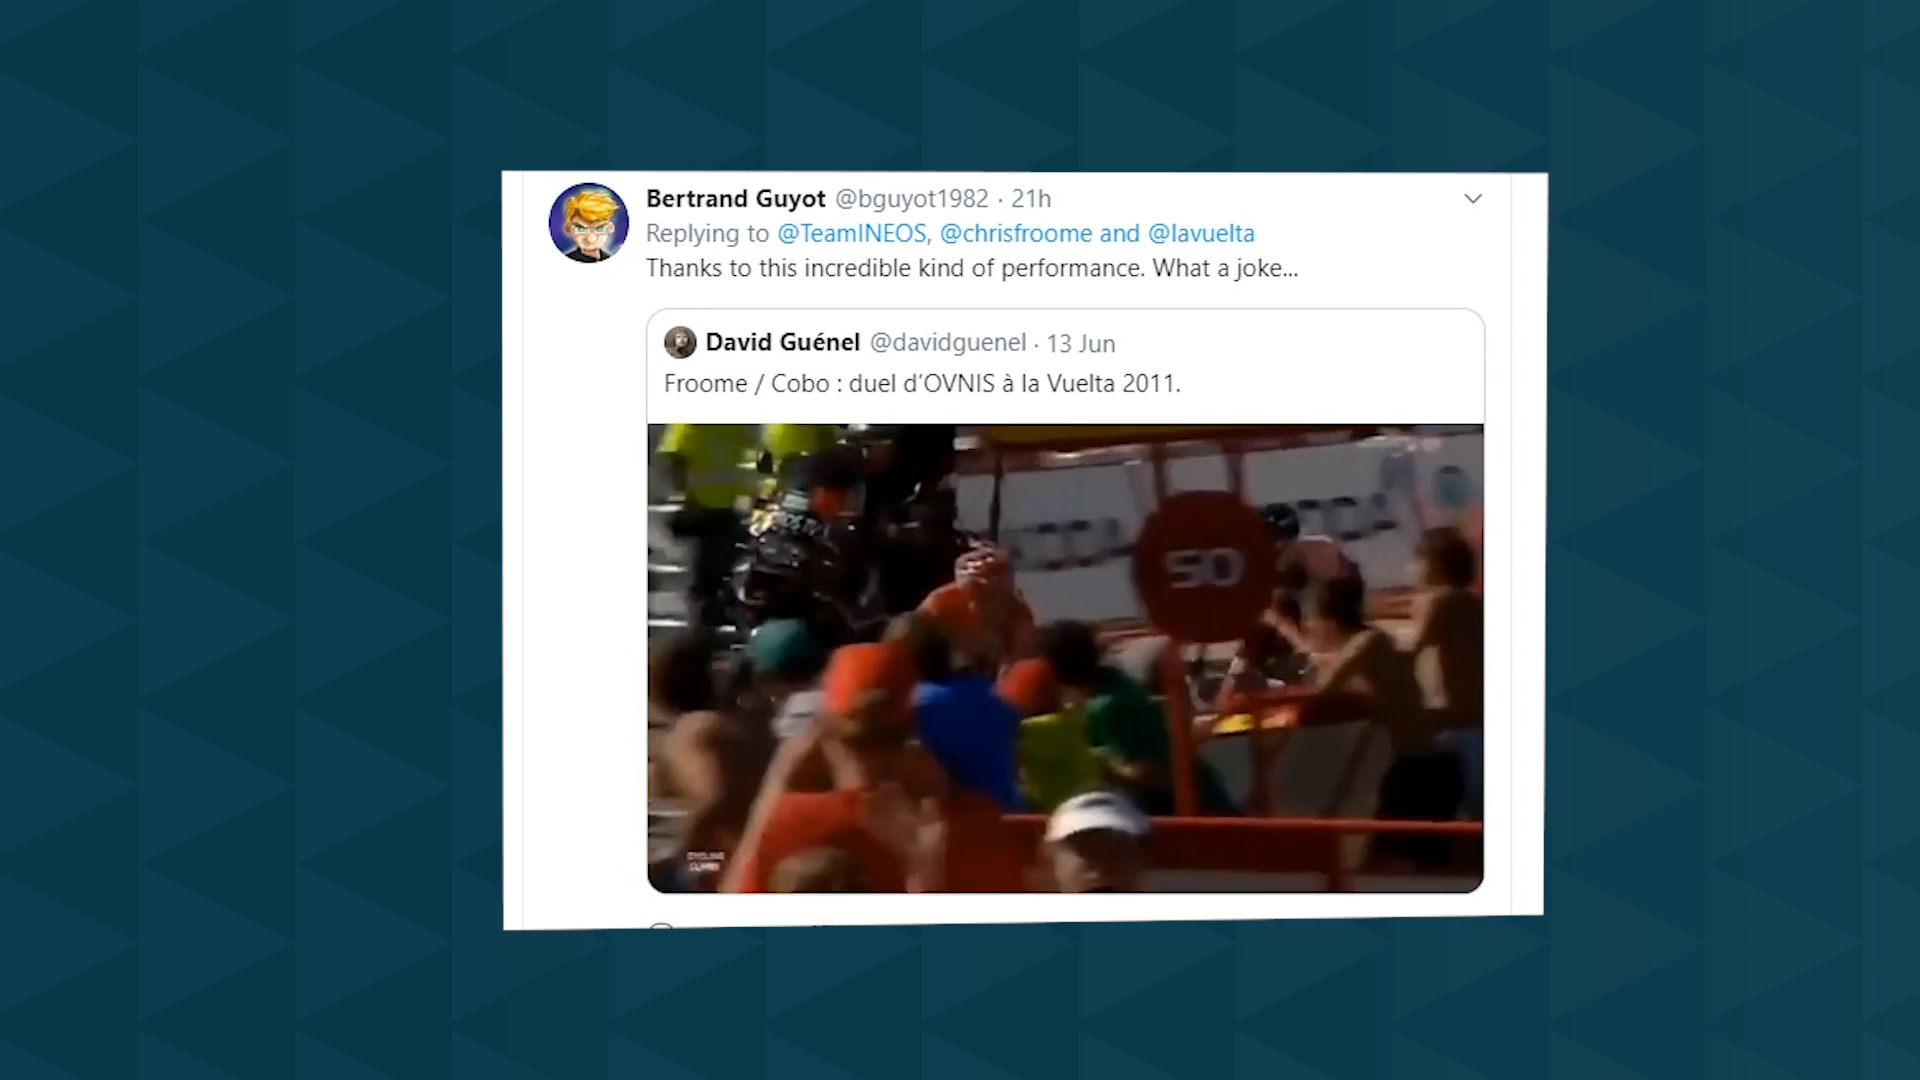 Bertrand Guyot @bguyot1982 · 21h
Replying to @TeamINEOS, @chrisfroome and @lavuelta
Thanks to this incredible kind of performance. What a joke...
David Guénel @davidguenel · 13 Jun
Froome / Cobo : duel d'OVNIS à la Vuelta 2011.
50